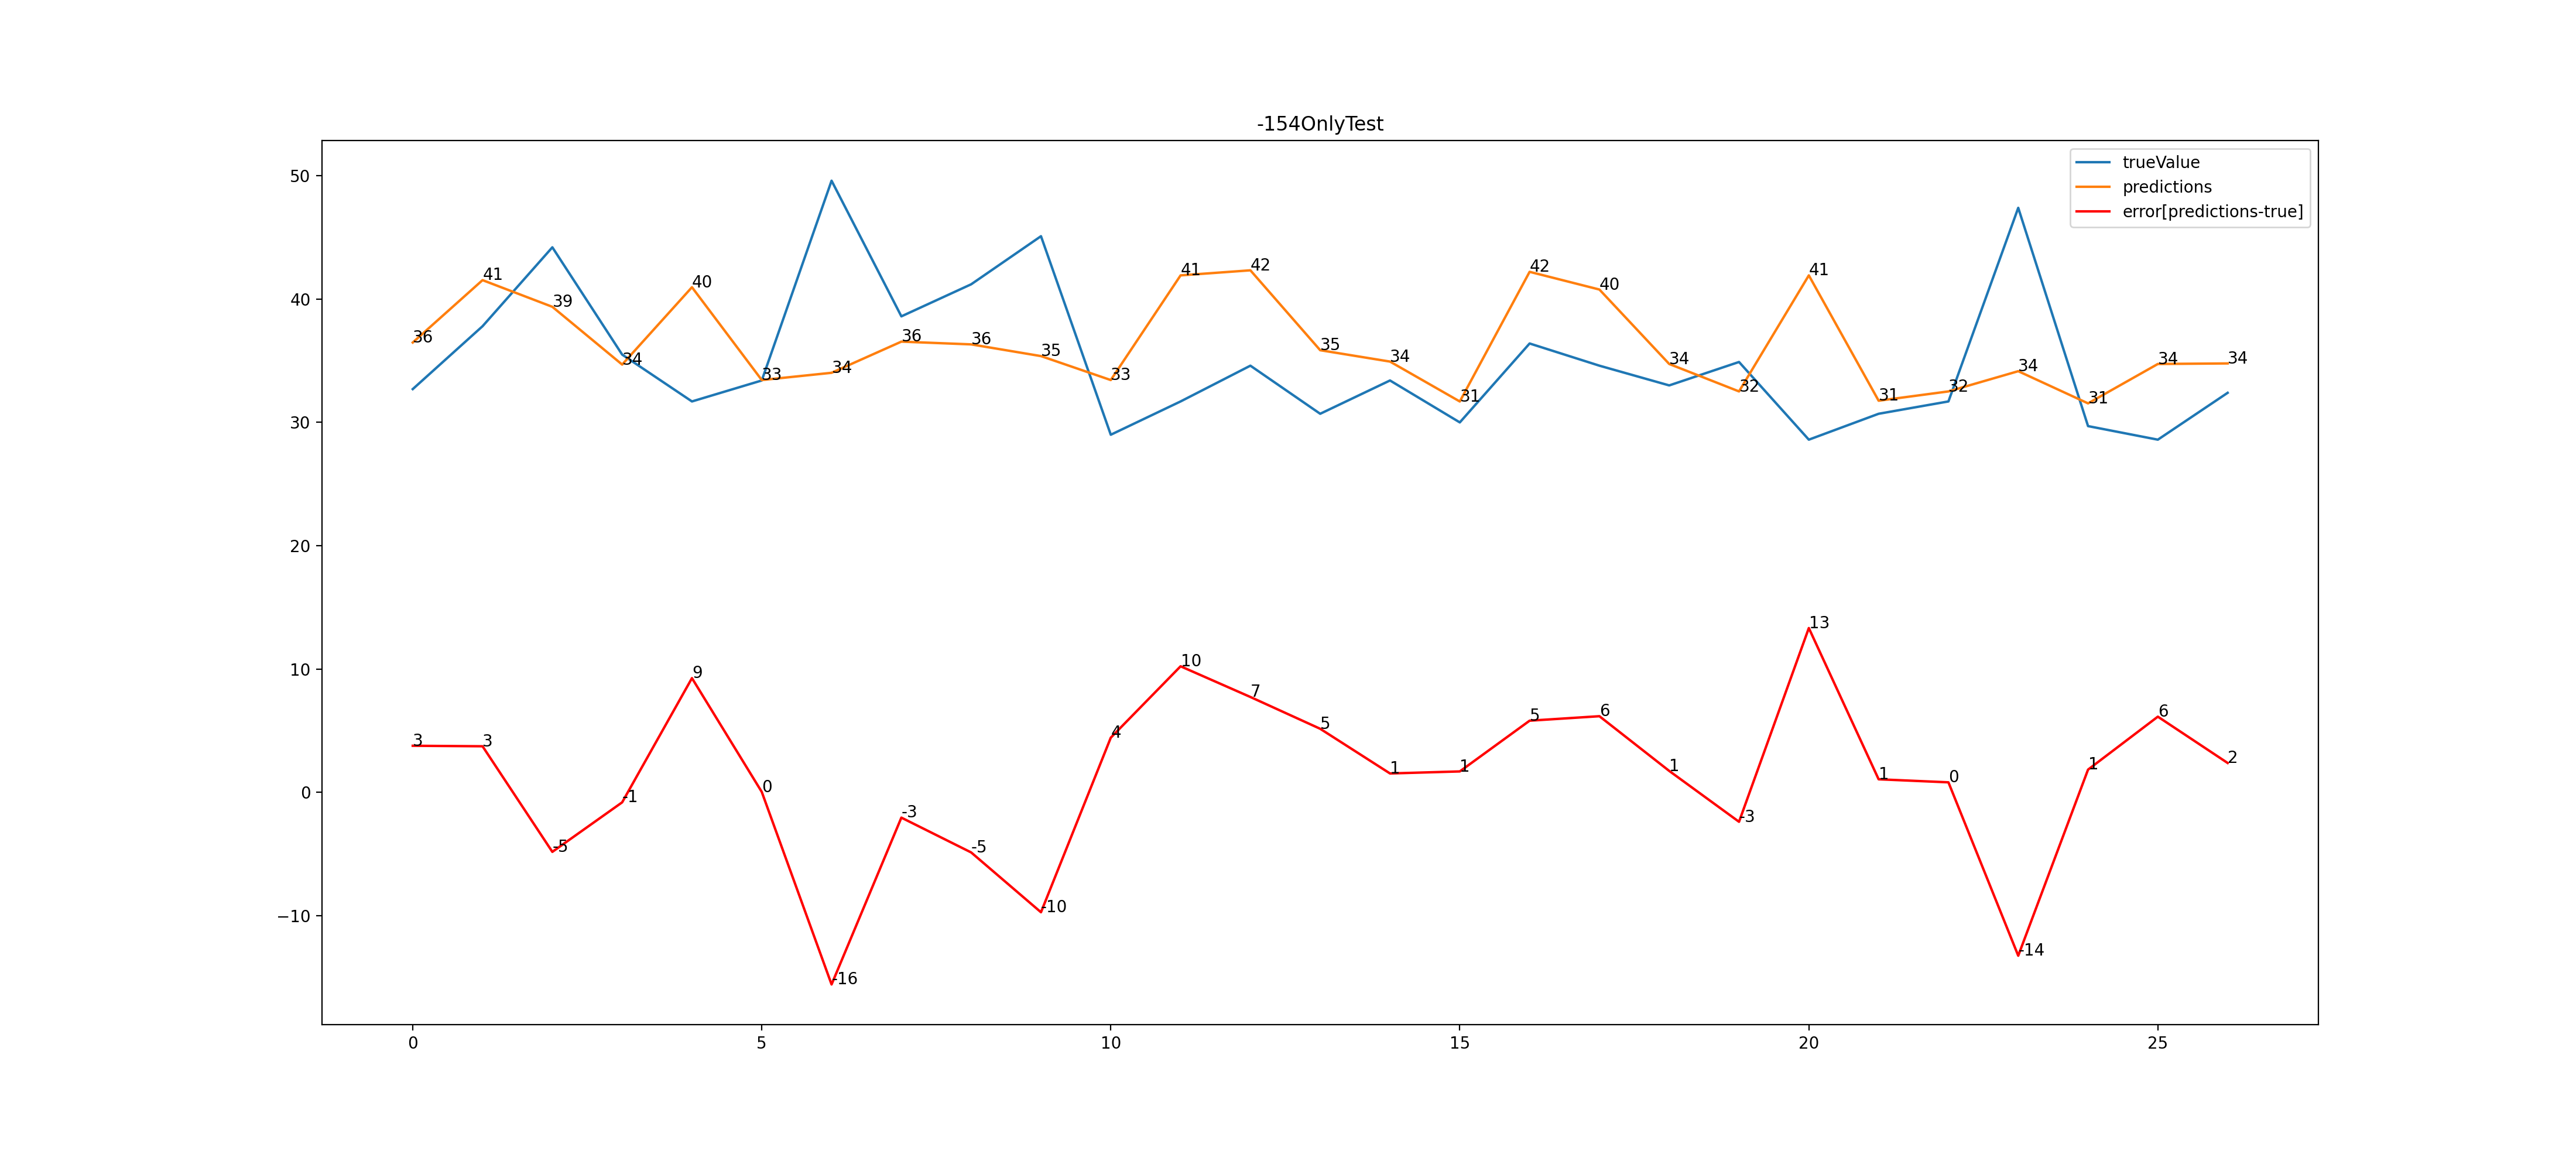 -154OnlyTest
trueValue
predictions
error[predictions-true]
50
40
30
20
10
0
−10
36 41 39 34 40 33 34 36 36 35 33 41 42 35 34 31 42 40 34 32 41 31 32 34 31 34 34
3 3 -5 -1 9 0 -16 -3 -5 -10 4 10 7 5 1 1 5 6 1 -3 13 1 0 -14 1 6 2
0 5 10 15 20 25